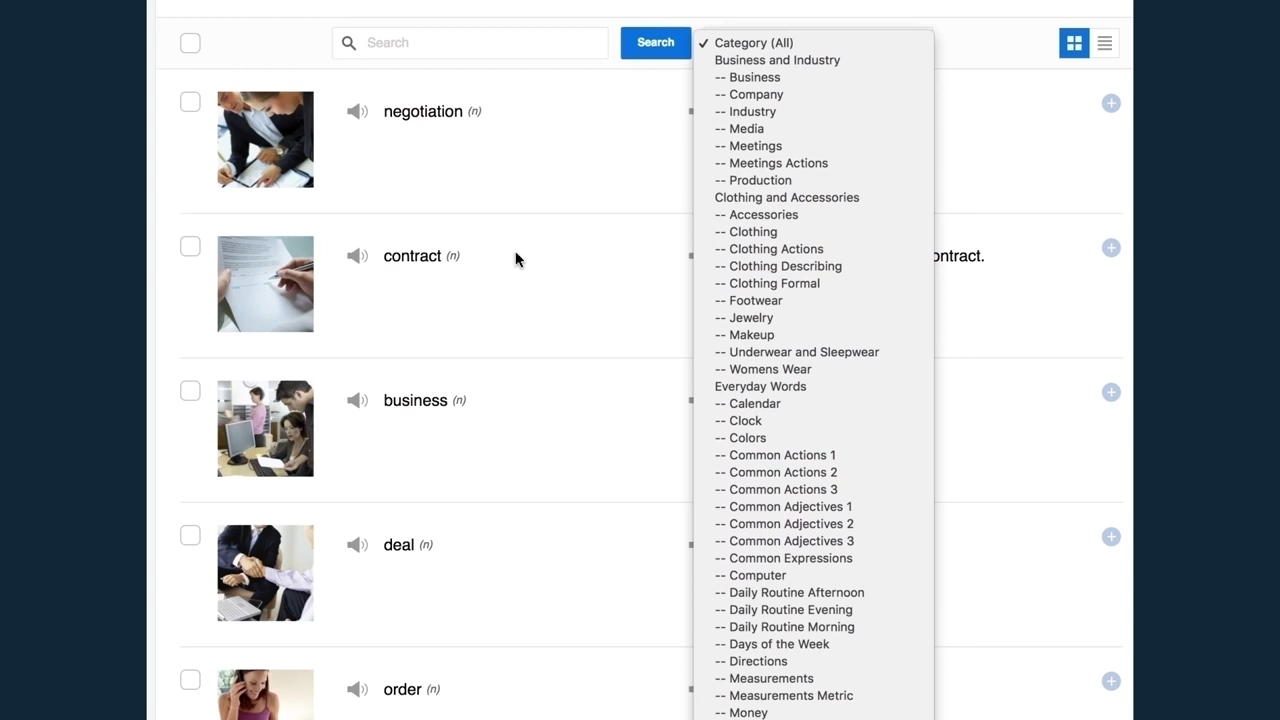 Search
Search
✓ Category (All)
Business and Industry
-- Business
-- Company
-- Industry
-- Media
-- Meetings
-- Meetings Actions
-- Production
Clothing and Accessories
-- Accessories
-- Clothing
-- Clothing Actions
-- Clothing Describing
-- Clothing Formal
-- Footwear
-- Jewelry
-- Makeup
-- Underwear and Sleepwear
-- Womens Wear
Everyday Words
-- Calendar
-- Clock
-- Colors
-- Common Actions 1
-- Common Actions 2
-- Common Actions 3
-- Common Adjectives 1
-- Common Adjectives 2
-- Common Adjectives 3
-- Common Expressions
-- Computer
-- Daily Routine Afternoon
-- Daily Routine Evening
-- Daily Routine Morning
-- Days of the Week
-- Directions
-- Measurements
-- Measurements Metric
-- Money
negotiation (n)
contract (n)
ontract.
business (n)
deal (n)
order (n)